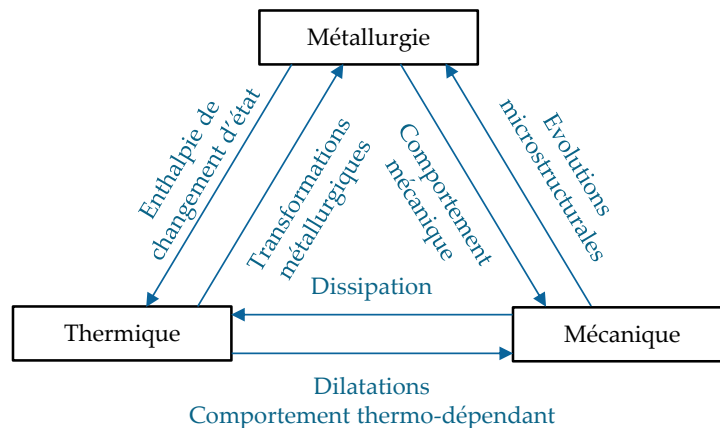 Métallurgie
Enthalpie de
changement d'état
Transformations
métallurgiques
Comportement
mécanique
Evolutions
microstructurales
Dissipation
Thermique
Mécanique
Dilatations
Comportement thermo-dépendant